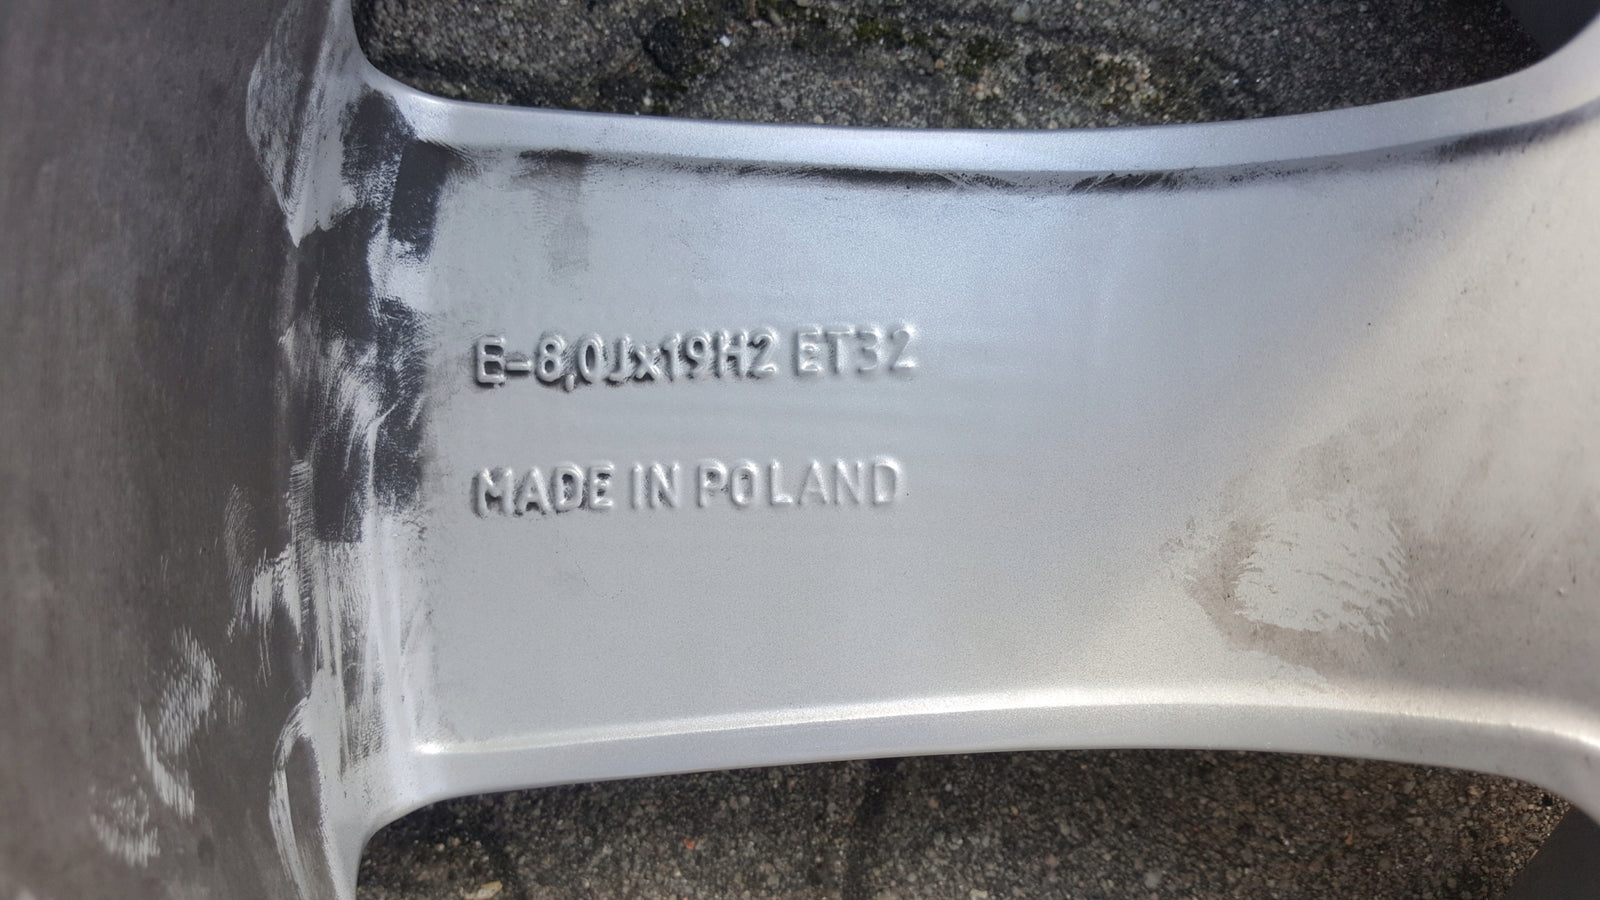 E=8,0Jx19H2 ET32
MADE IN POLAND